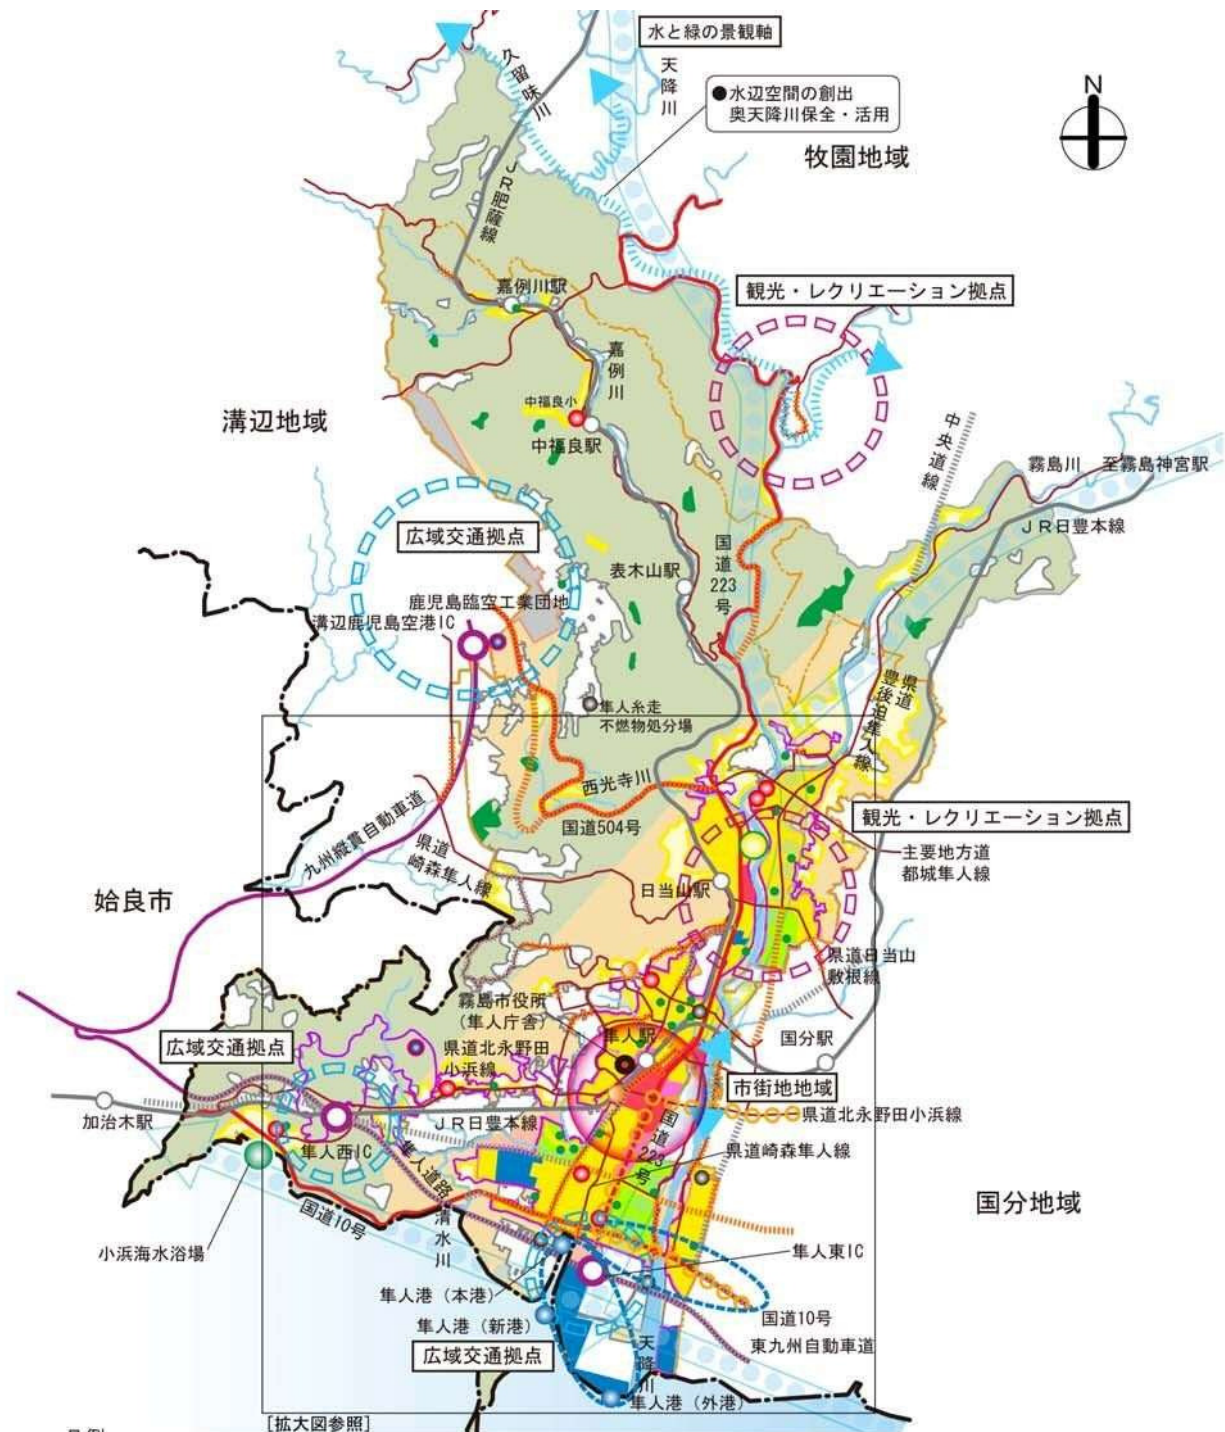 水と緑の景観軸
久留味川
天降川
●水辺空間の創出
奥天降川保全・活用
N
牧園地域
JR肥薩線
嘉例川駅
観光・レクリエーション拠点
嘉例川
中福良小
中福良駅
溝辺地域
中央道線
霧島川
至霧島神宮駅
JR日豊本線
広域交通拠点
国道223号
表木山駅
鹿児島臨空工業団地
溝辺鹿児島空港IC
県道
豊後迫隼人線
隼人糸走
不燃物処分場
西光寺川
国道504号
九州縦貫自動車道
県道
崎森隼人線
観光・レクリエーション拠点
主要地方道
都城隼人線
日当山駅
姶良市
県道日当山
敷根線
霧島市役所
(隼人庁舎)
隼人駅
国分駅
広域交通拠点
県道北永野田
小浜線
市街地地域
加治木駅
JR日豊本線
国道223号
県道北永野田小浜線
隼人西IC
隼人道路
県道崎森隼人線
国道10号
清水川
国分地域
小浜海水浴場
隼人東IC
隼人港(本港)
国道10号
隼人港(新港)
東九州自動車道
広域交通拠点
天降川
隼人港(外港)
[拡大図参照]